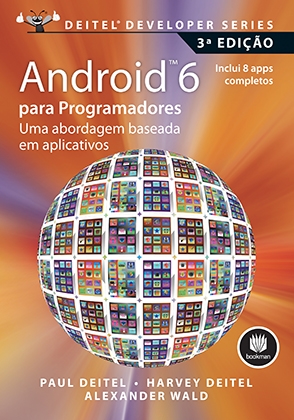 DEITEL® DEVELOPER SERIES
3ª EDIÇÃO
Android™ 6
Inclui 8 apps
completos
para Programadores
Uma abordagem baseada
em aplicativos
bookman
PAUL DEITEL • HARVEY DEITEL
ALEXANDER WALD